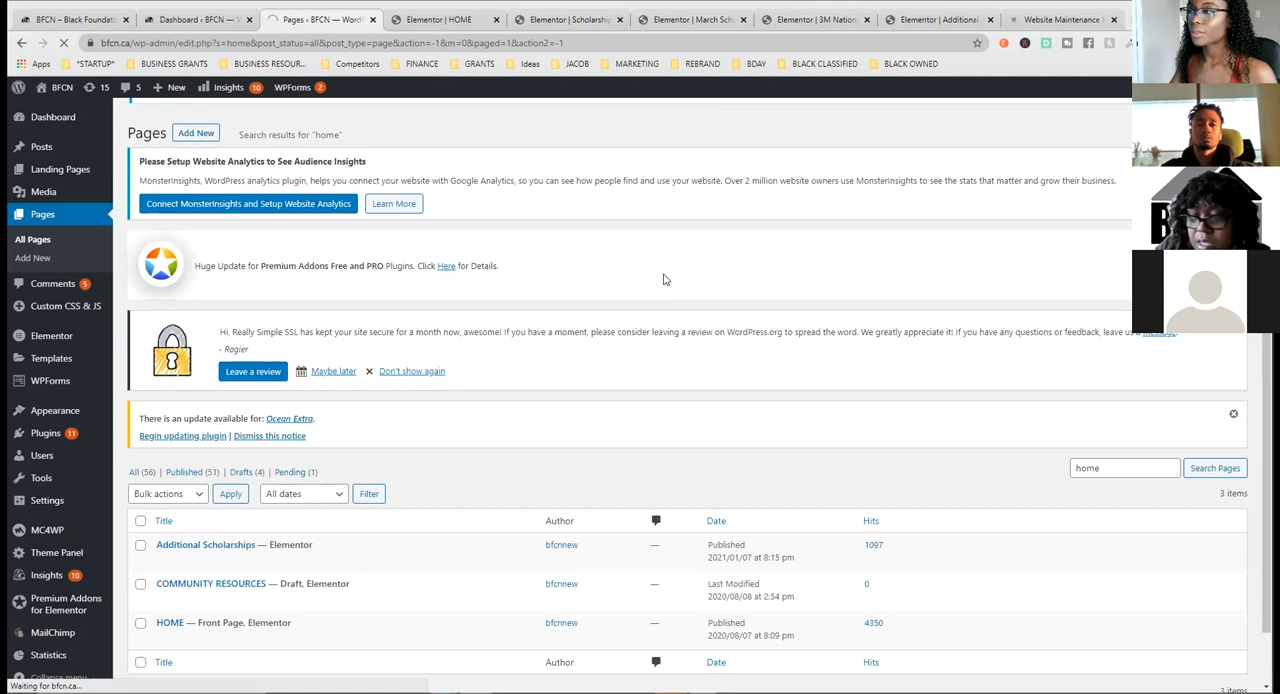 BFCN – Black Foundati
Dashboard ‹ BFCN — W
Pages ‹ BFCN — WordP
Elementor | HOME
Elementor | Scholarship
Elementor | March Scho
Elementor | 3M Nation
Elementor | Additional
Website Maintenance
bfcn.ca/wp-admin/edit.php?s=home&post_status=all&post_type=page&action=-1&m=0&paged=1&action2=-1
Apps
*STARTUP*
BUSINESS GRANTS
BUSINESS RESOUR...
Competitors
FINANCE
GRANTS
Ideas
JACOB
MARKETING
REBRAND
BDAY
BLACK CLASSIFIED
BLACK OWNED
BFCN
15
5
New
Insights 10
WPForms 2
Dashboard
Posts
Landing Pages
Media
Pages
All Pages
Add New
Comments 5
Custom CSS & JS
Elementor
Templates
WPForms
Appearance
Plugins 11
Users
Tools
Settings
MC4WP
Theme Panel
Insights 10
Premium Addons
for Elementor
MailChimp
Statistics
Collapse menu
Waiting for bfcn.ca...
Pages
Add New
Search results for "home"
Please Setup Website Analytics to See Audience Insights
MonsterInsights, WordPress analytics plugin, helps you connect your website with Google Analytics, so you can see how people find and use your website. Over 2 million website owners use MonsterInsights to see the stats that matter and grow their business.
Connect MonsterInsights and Setup Website Analytics
Learn More
Huge Update for Premium Addons Free and PRO Plugins. Click Here for Details.
Hi, Really Simple SSL has kept your site secure for a month now, awesome! If you have a moment, please consider leaving a review on WordPress.org to spread the word. We greatly appreciate it! If you have any questions or feedback, leave us a message.
- Rogier
Leave a review
Maybe later
Don't show again
There is an update available for: Ocean Extra.
Begin updating plugin | Dismiss this notice
All (56) | Published (51) | Drafts (4) | Pending (1)
home
Search Pages
Bulk actions
Apply
All dates
Filter
3 items
Title
Author
Date
Hits
Additional Scholarships — Elementor
bfcnnew
—
Published
2021/01/07 at 8:15 pm
1097
COMMUNITY RESOURCES — Draft, Elementor
bfcnnew
—
Last Modified
2020/08/08 at 2:54 pm
0
HOME — Front Page, Elementor
bfcnnew
—
Published
2020/08/07 at 8:09 pm
4350
Title
Author
Date
Hits
3 items